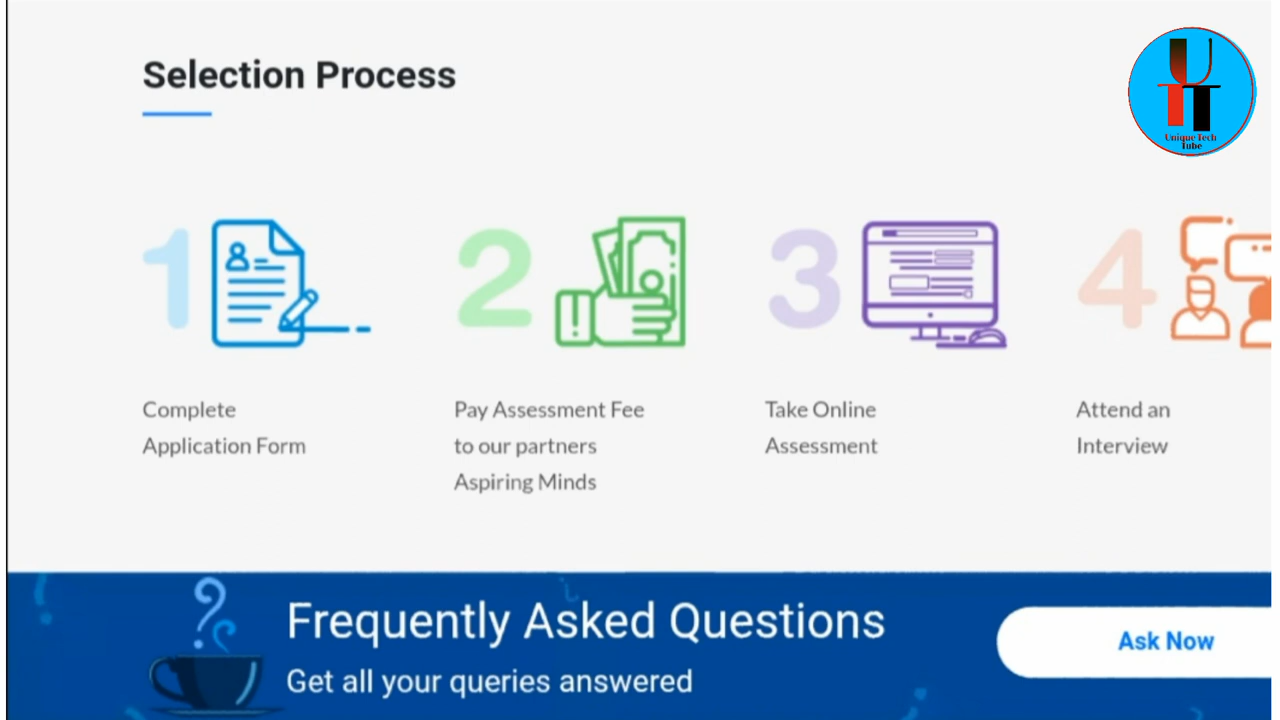 Selection Process
Unique Tech
Tube
1
2
3
4
Complete
Application Form
Pay Assessment Fee
to our partners
Aspiring Minds
Take Online
Assessment
Attend an
Interview
Frequently Asked Questions
Get all your queries answered
Ask Now